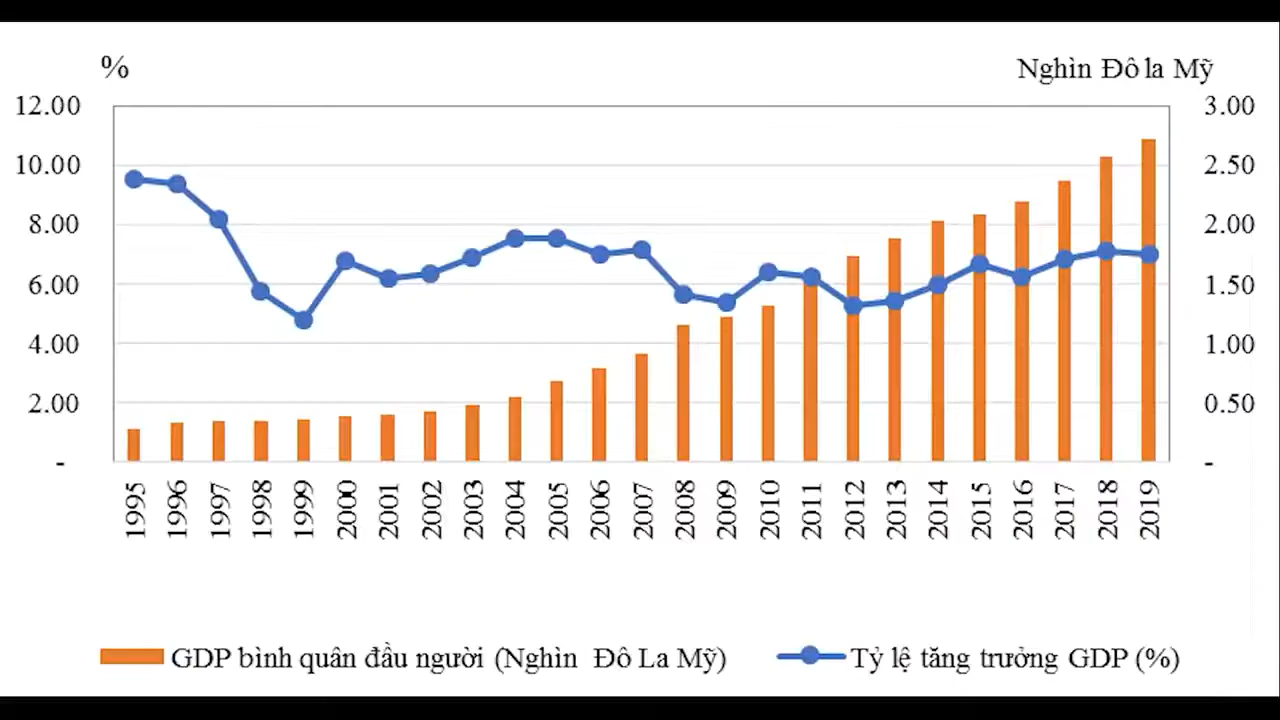 % Nghìn Đô la Mỹ
12.00 3.00
10.00 2.50
8.00 2.00
6.00 1.50
4.00 1.00
2.00 0.50
- -
1995 1996 1997 1998 1999 2000 2001 2002 2003 2004 2005 2006 2007 2008 2009 2010 2011 2012 2013 2014 2015 2016 2017 2018 2019
GDP bình quân đầu người (Nghìn Đô La Mỹ) Tỷ lệ tăng trưởng GDP (%)